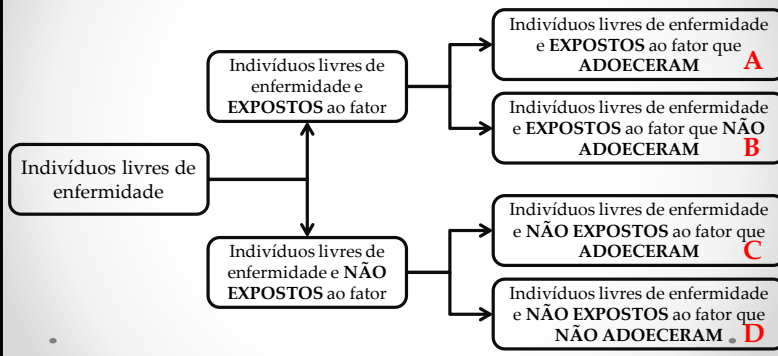 Indivíduos livres de
enfermidade
Indivíduos livres de
enfermidade e
EXPOSTOS ao fator
Indivíduos livres de
enfermidade e NÃO
EXPOSTOS ao fator
Indivíduos livres de enfermidade
e EXPOSTOS ao fator que
ADOECERAM A
Indivíduos livres de enfermidade
e EXPOSTOS ao fator que NÃO
ADOECERAM B
Indivíduos livres de enfermidade
e NÃO EXPOSTOS ao fator que
ADOECERAM C
Indivíduos livres de enfermidade
e NÃO EXPOSTOS ao fator que
NÃO ADOECERAM D